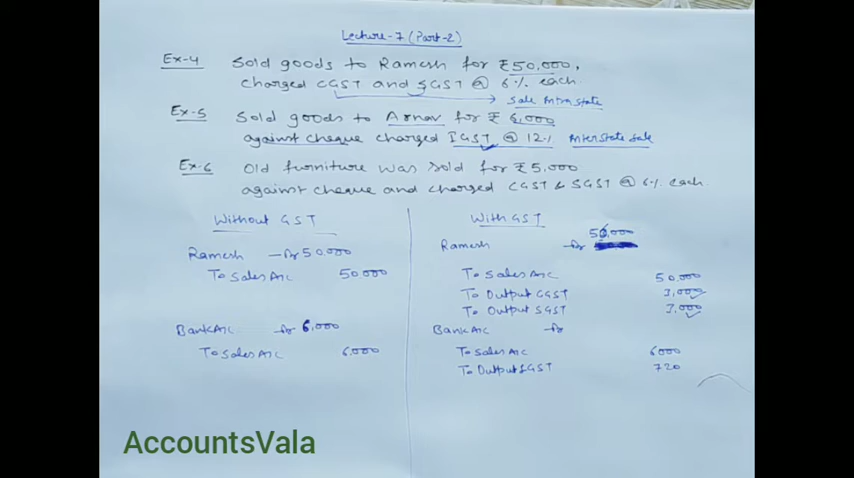 Lecture-7 (Part-2)
Ex-4 Sold goods to Ramesh for ₹50,000,
charged CGST and SGST @ 6% each.
Sale Intra state
Ex-5 Sold goods to Arnav for ₹ 6,000
against cheque charged IGST @ 12% Interstate Sale
Ex-6 Old furniture was sold for ₹5,000
against cheque and charged CGST & SGST @ 6% each.
Without GST
Ramesh —Dr 50,000
To Sales A/c 50,000
Bank A/c —Dr 6,000
To Sales A/c 6,000
With GST
Ramesh —Dr 56,000
To Sales A/c 50,000
To Output CGST 3,000
To Output SGST 3,000
Bank A/c —Dr
To Sales A/c 6000
To Output IGST 720
AccountsVala